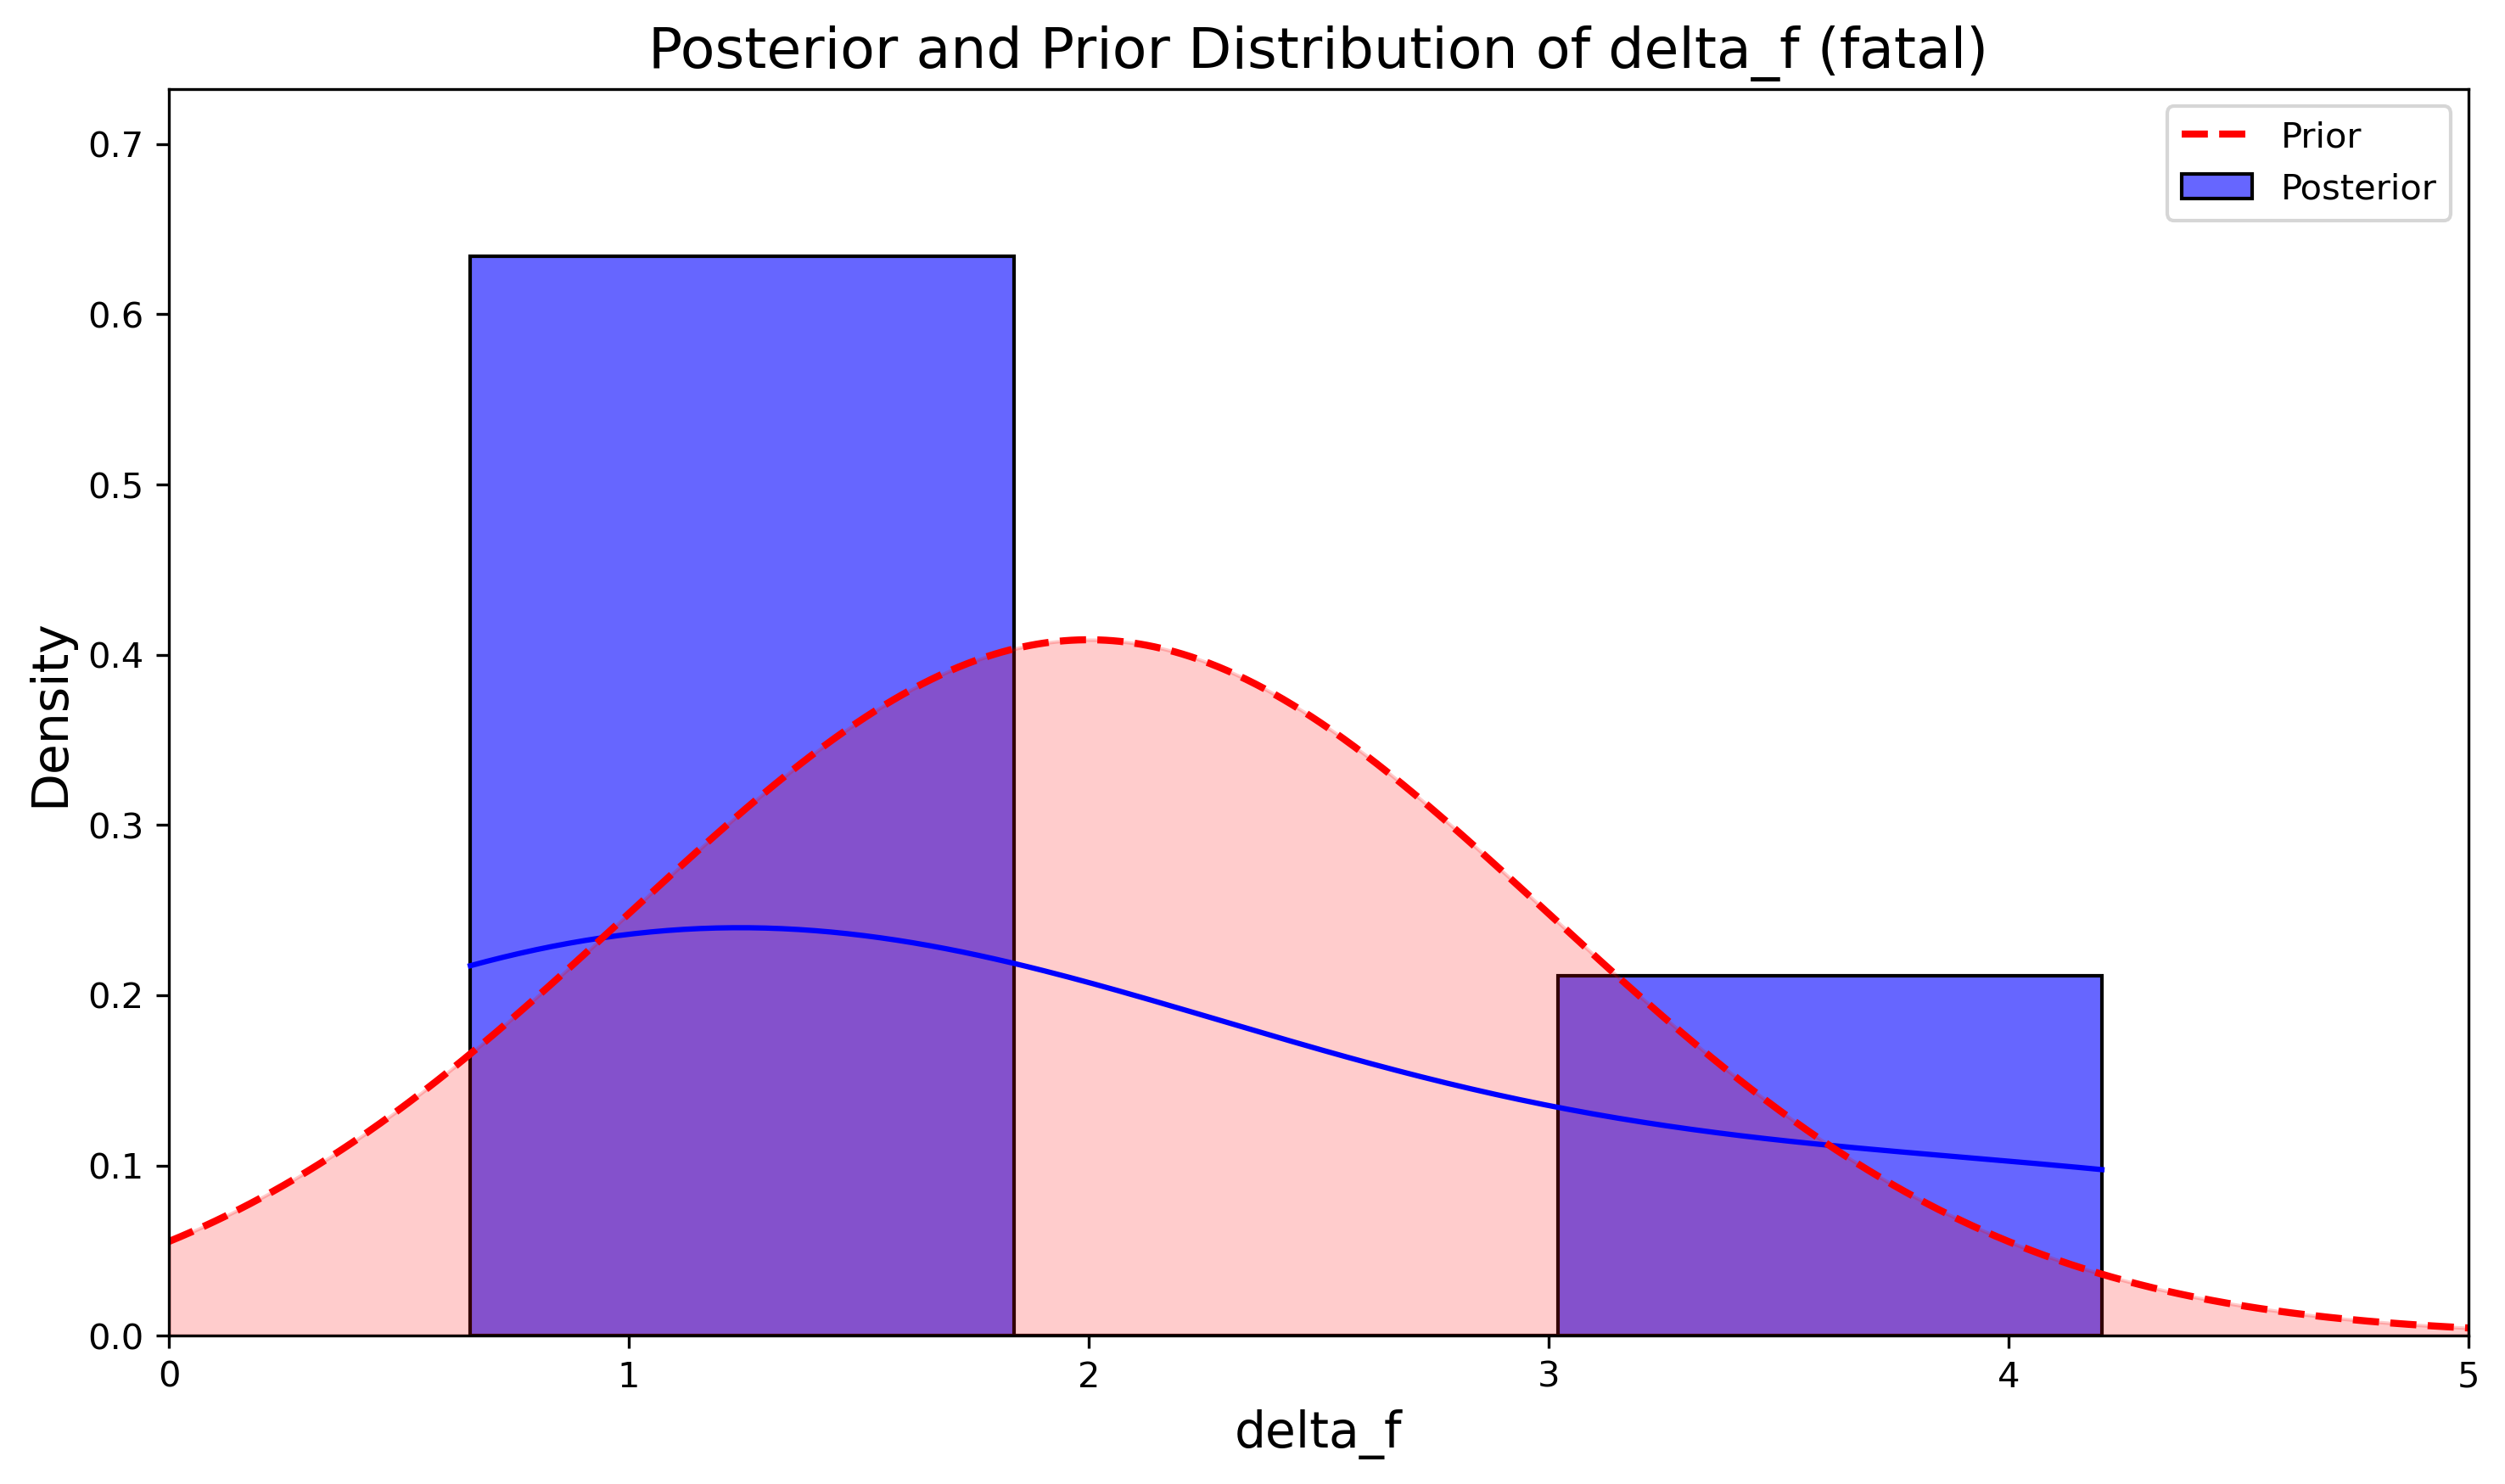 Posterior and Prior Distribution of delta_f (fatal)
Prior
Posterior
Density
0.7
0.6
0.5
0.4
0.3
0.2
0.1
0.0
0 1 2 3 4 5
delta_f